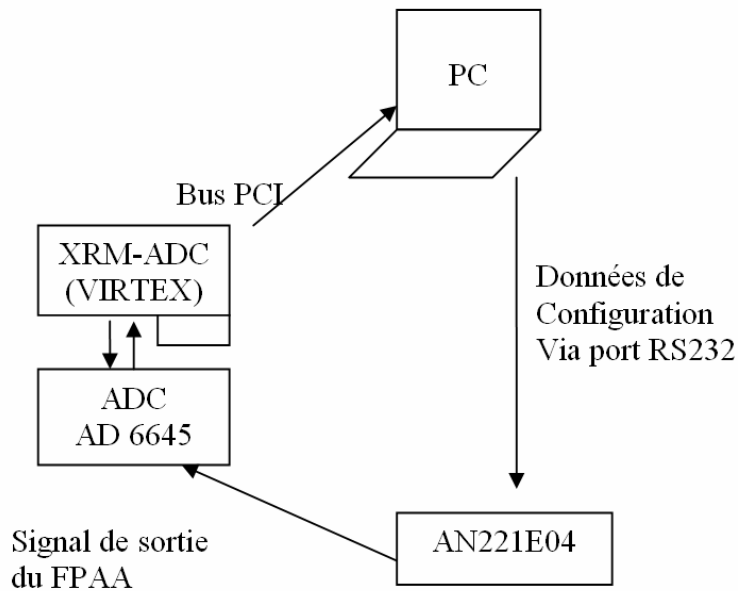 PC
Bus PCI
XRM-ADC
(VIRTEX)
Données de
Configuration
Via port RS232
ADC
AD 6645
Signal de sortie
du FPAA
AN221E04